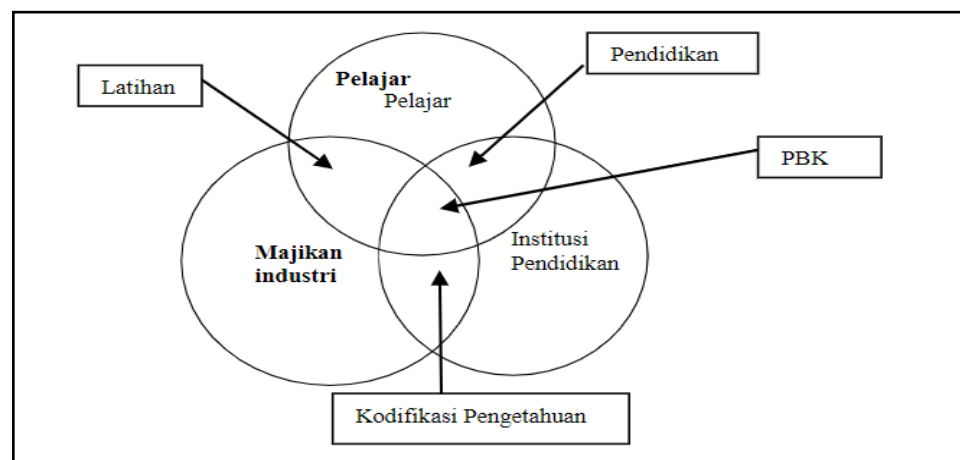 Pendidikan
Latihan
Pelajar
Pelajar
PBK
Institusi
Pendidikan
Majikan
industri
Kodifikasi Pengetahuan